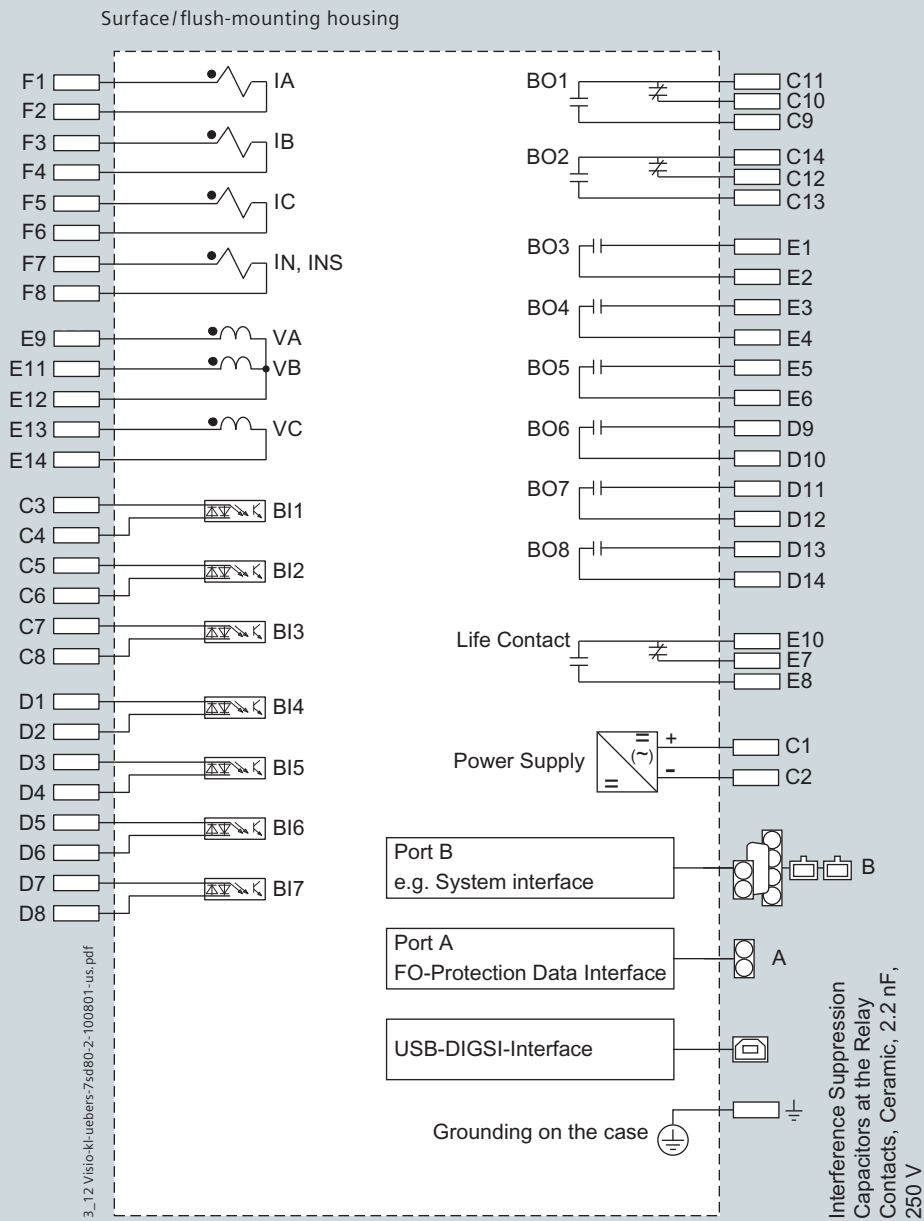 Surface/flush-mounting housing
F1
F2
IA
F3
F4
IB
F5
F6
IC
F7
F8
IN, INS
E9
VA
E11
VB
E12
E13
VC
E14
C3
C4
BI1
C5
C6
BI2
C7
C8
BI3
D1
D2
BI4
D3
D4
BI5
D5
D6
BI6
D7
D8
BI7
BO1
C11
C10
C9
BO2
C14
C12
C13
BO3
E1
E2
BO4
E3
E4
BO5
E5
E6
BO6
D9
D10
BO7
D11
D12
BO8
D13
D14
Life Contact
E10
E7
E8
Power Supply
=
(~)
=
+
-
C1
C2
Port B
e.g. System interface
B
Port A
FO-Protection Data Interface
A
USB-DIGSI-Interface
Grounding on the case
3_12 Visio-kl-uebers-7sd80-2-100801-us.pdf
Interference Suppression
Capacitors at the Relay
Contacts, Ceramic, 2.2 nF,
250 V